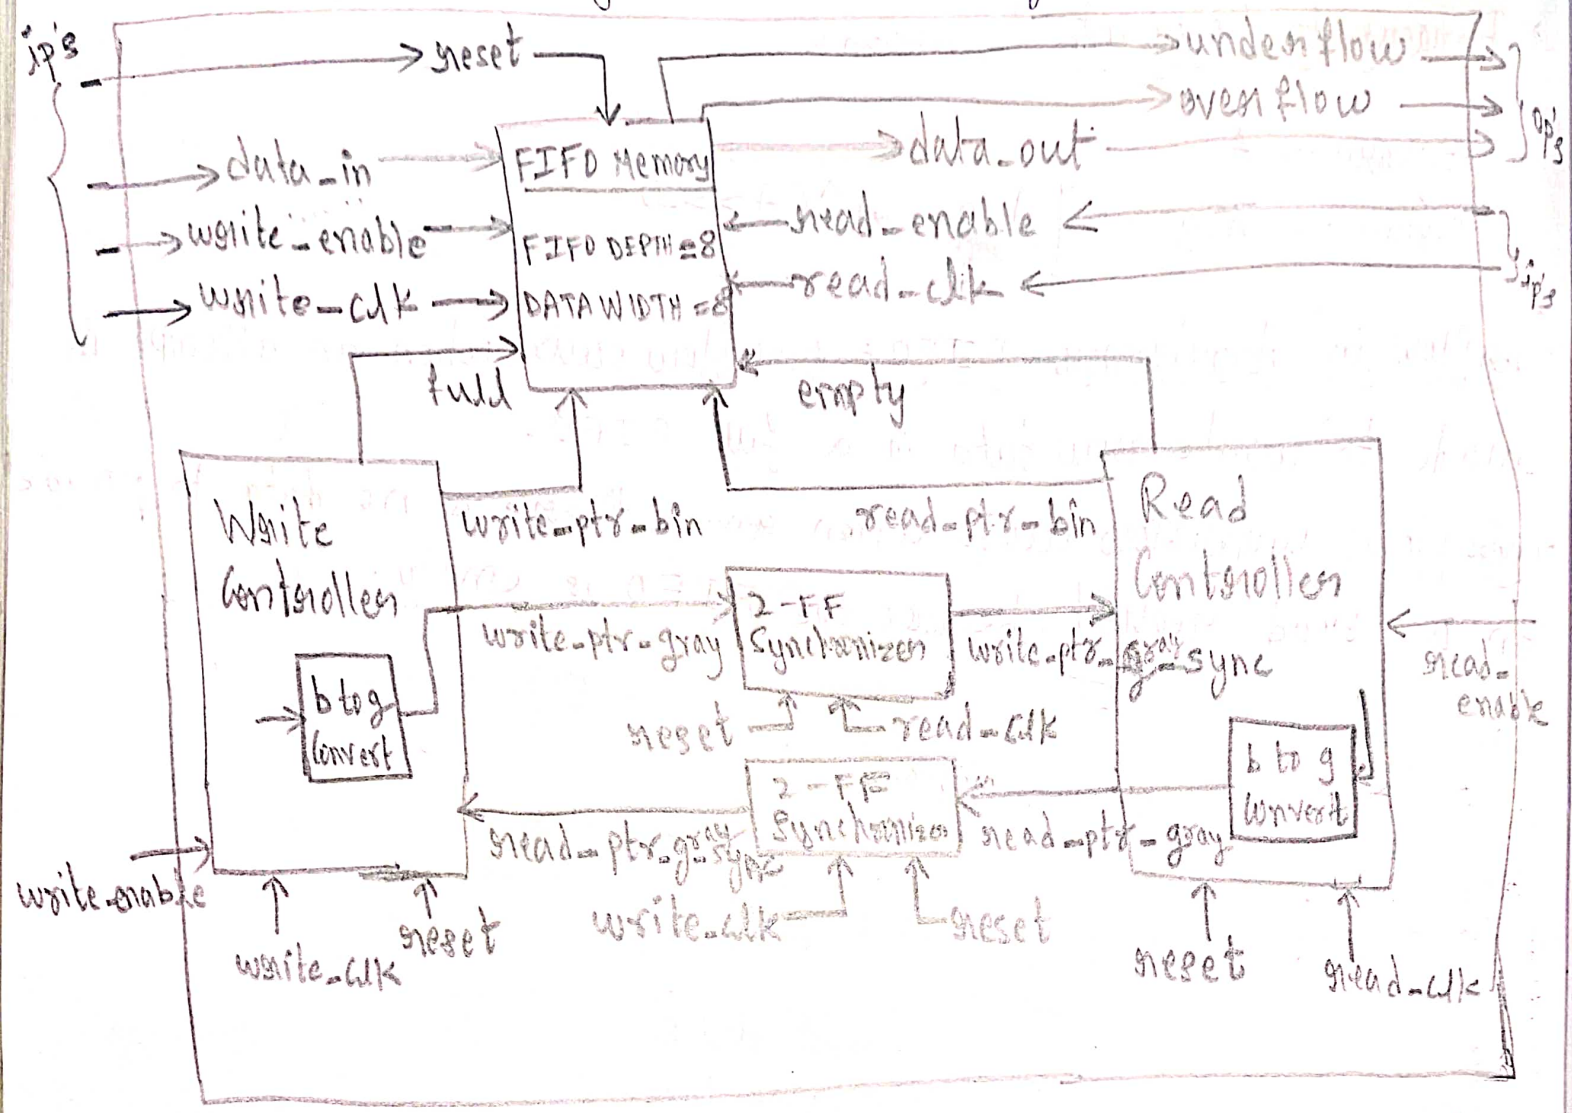 ip's
reset
underflow
overflow
op's
data_in
FIFO Memory
data_out
write_enable
FIFO DEPTH = 8
read_enable
write_clk
DATA WIDTH = 8
read_clk
ip's
full
empty
Write
Controller
write_ptr_bin
read_ptr_bin
Read
Controller
2-FF
Synchronizer
write_ptr_gray
write_ptr_gray_sync
read_
enable
b to g
Convert
reset
read_clk
b to g
Convert
2-FF
Synchronizer
read_ptr_gray_sync
read_ptr_gray
write_enable
write_clk
reset
write_clk
reset
reset
read_clk